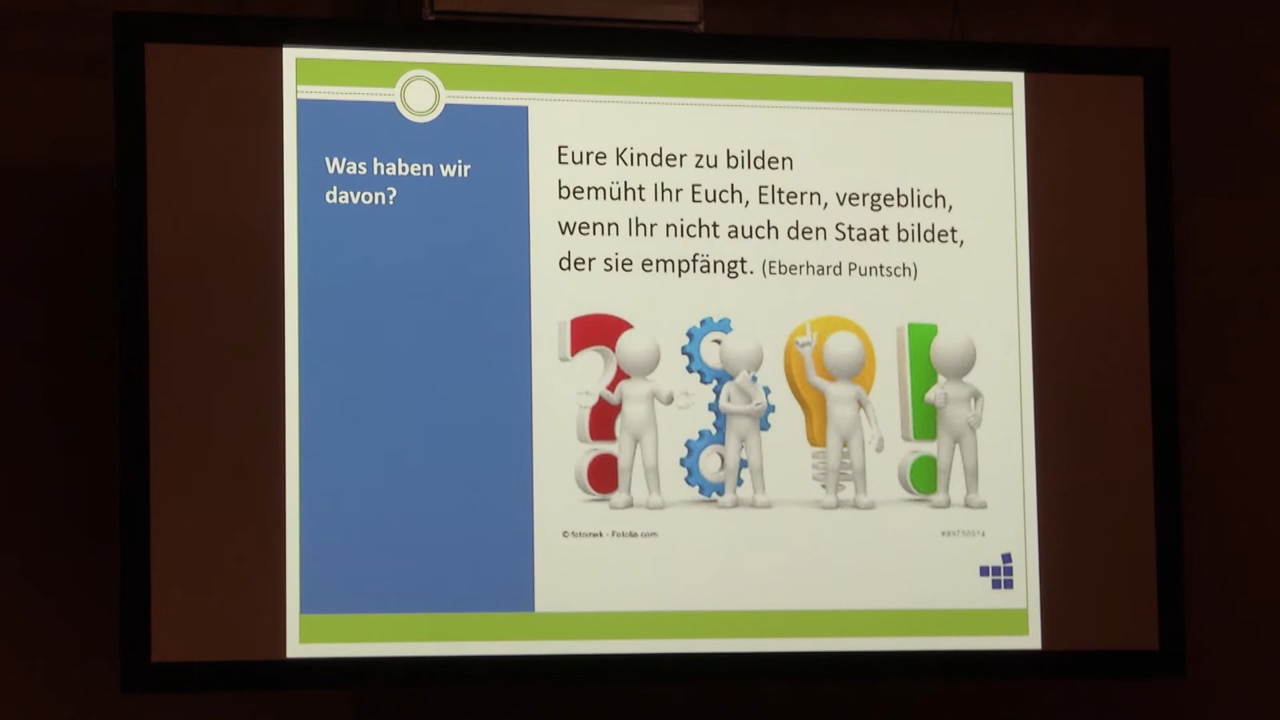 Was haben wir
davon?
Eure Kinder zu bilden
bemüht Ihr Euch, Eltern, vergeblich,
wenn Ihr nicht auch den Staat bildet,
der sie empfängt. (Eberhard Puntsch)
© fotomek - Fotolia.com